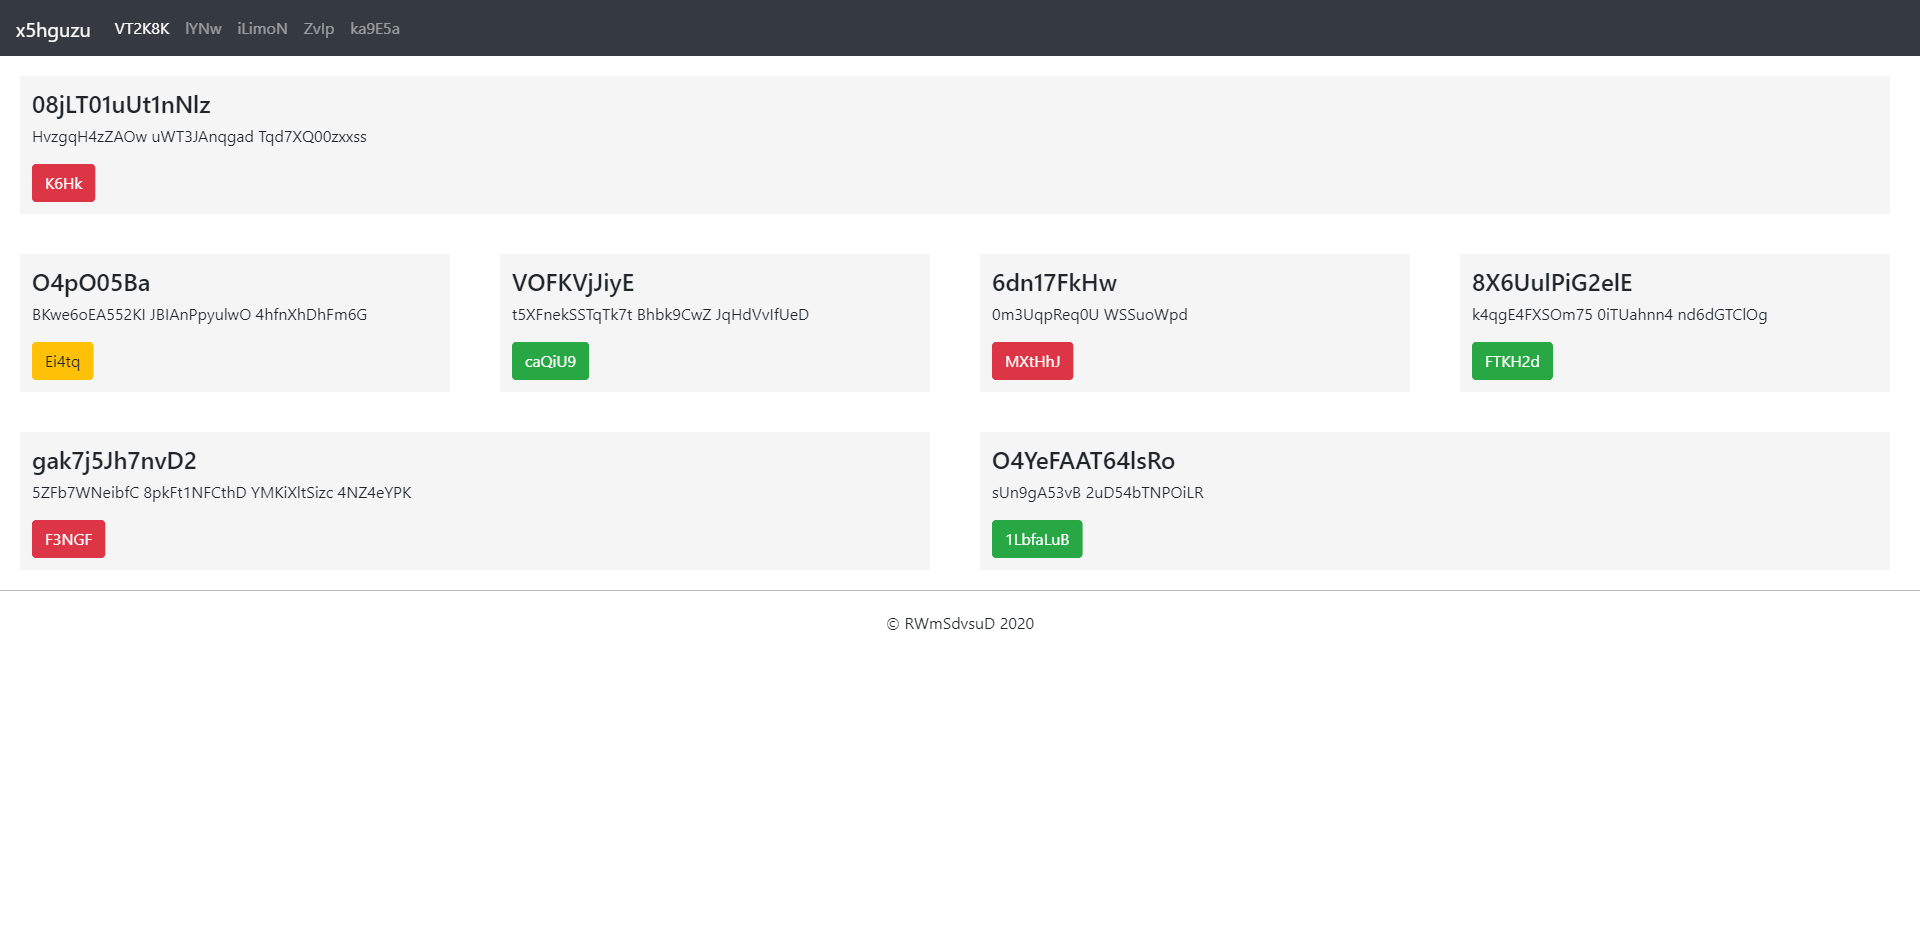 x5hguzu VT2K8K lYNw iLimoN ZvIp ka9E5a
08jLT01uUt1nNlz
HvzgqH4zZAOw uWT3JAnqgad Tqd7XQ00zxxss
K6Hk
O4pO05Ba
BKwe6oEA552KI JBIAnPpyulwO 4hfnXhDhFm6G
Ei4tq
VOFKVjJiyE
t5XFnekSSTqTk7t Bhbk9CwZ JqHdVvIfUeD
caQiU9
6dn17FkHw
0m3UqpReq0U WSSuoWpd
MXtHhJ
8X6UulPiG2elE
k4qgE4FXSOm75 0iTUahnn4 nd6dGTClOg
FTKH2d
gak7j5Jh7nvD2
5ZFb7WNeibfC 8pkFt1NFCthD YMKiXltSizc 4NZ4eYPK
F3NGF
O4YeFAAT64lsRo
sUn9gA53vB 2uD54bTNPOiLR
1LbfaLuB
© RWmSdvsuD 2020